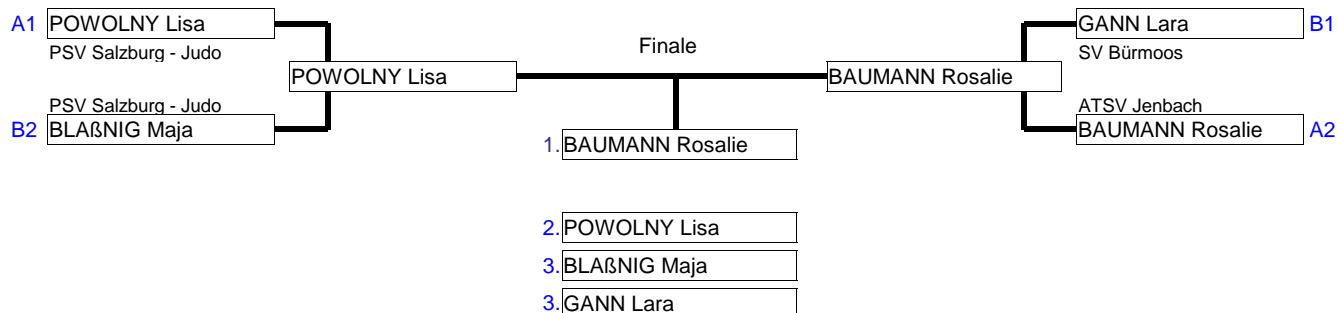 A1 POWOLNY Lisa
PSV Salzburg - Judo
GANN Lara B1
SV Bürmoos
Finale
POWOLNY Lisa
BAUMANN Rosalie
PSV Salzburg - Judo
B2 BLAßNIG Maja
ATSV Jenbach
BAUMANN Rosalie A2
1. BAUMANN Rosalie
2. POWOLNY Lisa
3. BLAßNIG Maja
3. GANN Lara